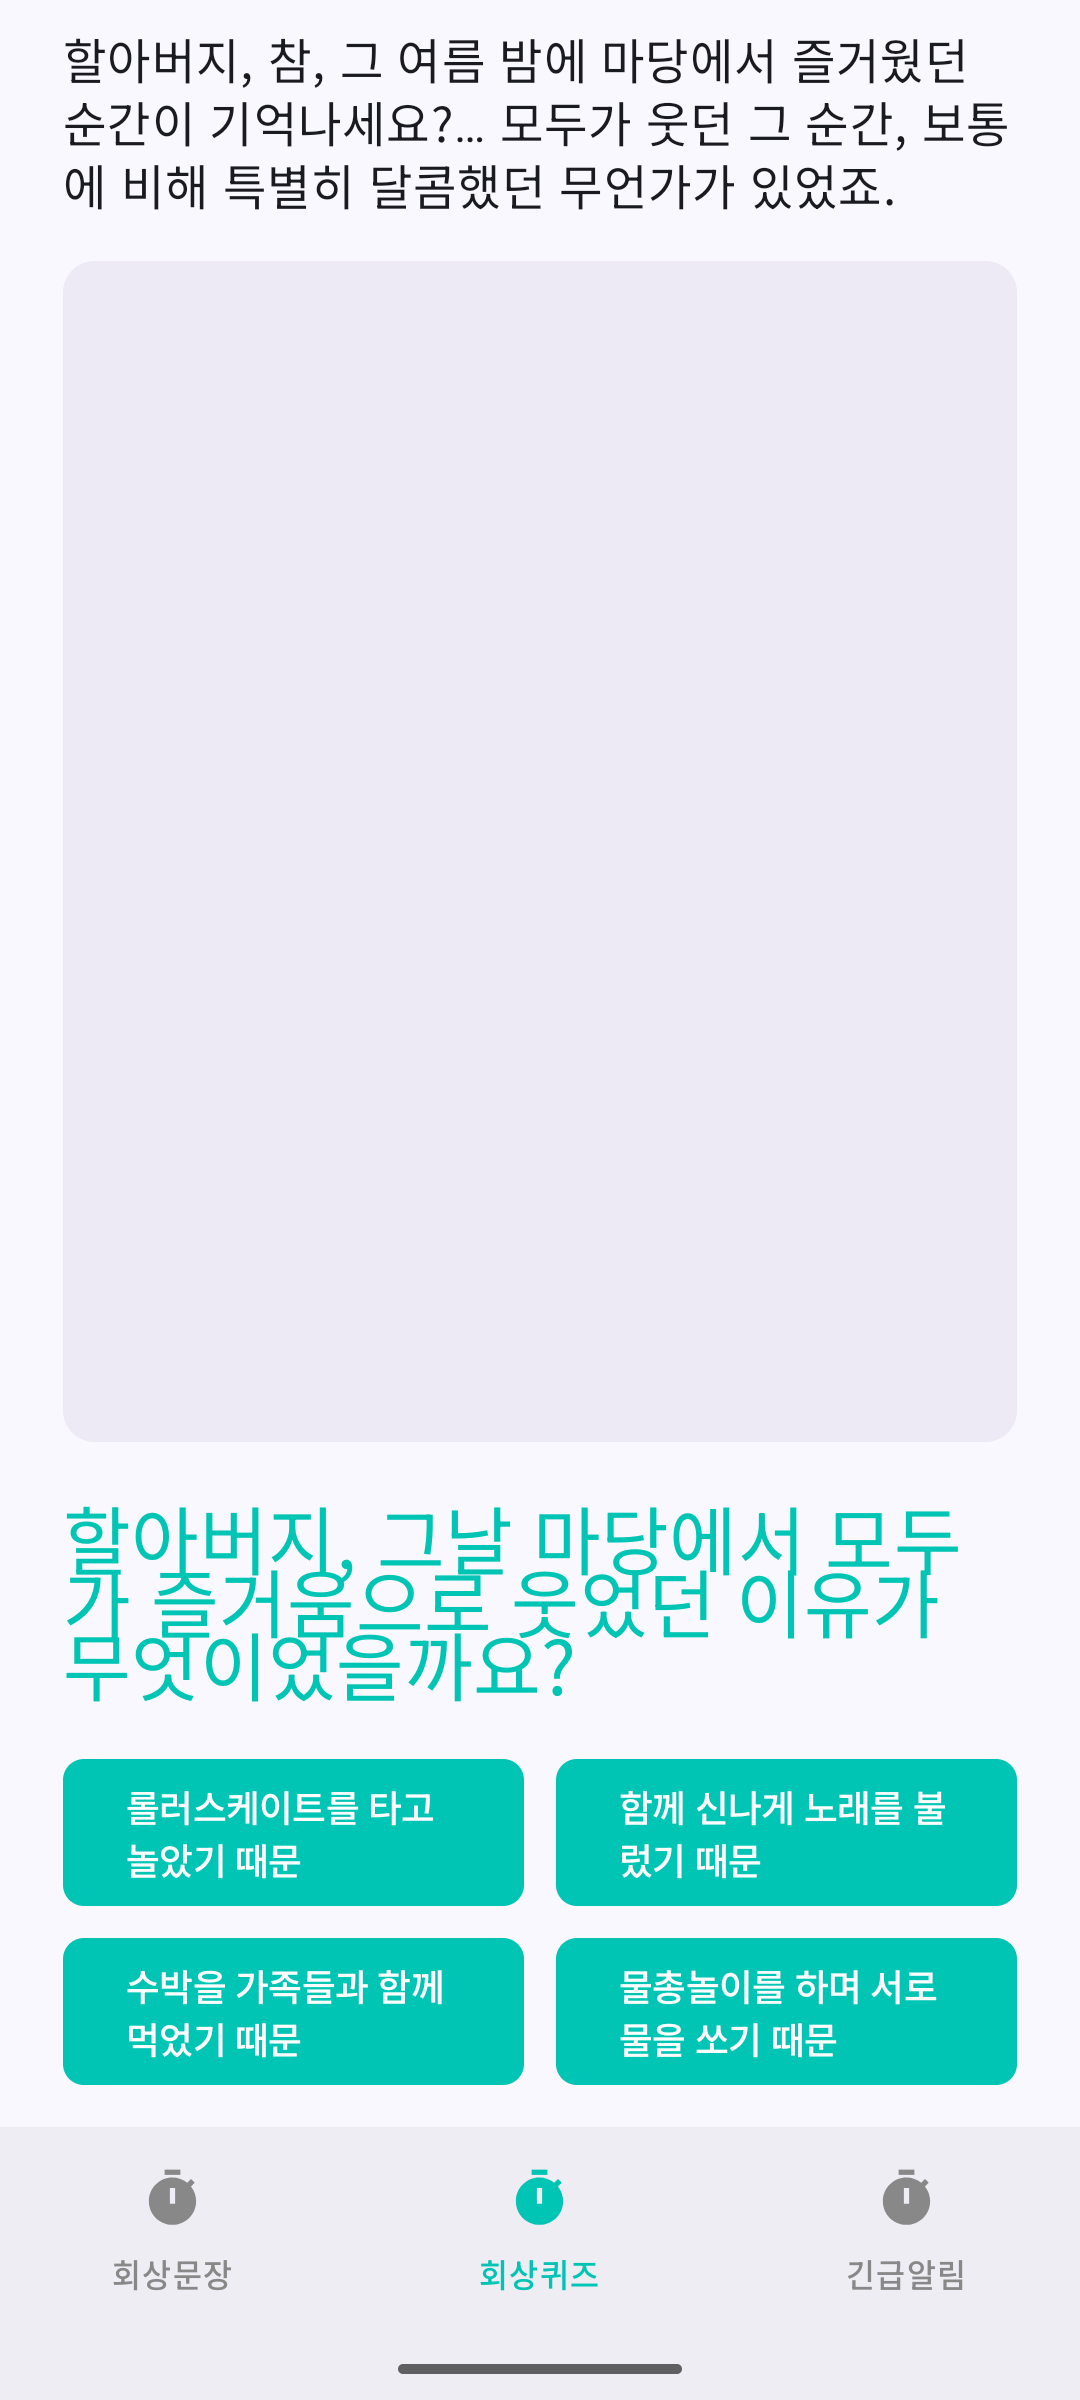 할아버지, 참, 그 여름 밤에 마당에서 즐거웠던
순간이 기억나세요?... 모두가 웃던 그 순간, 보통
에 비해 특별히 달콤했던 무언가가 있었죠.
할아버지, 그날 마당에서 모두
가 즐거움으로 웃었던 이유가
무엇이었을까요?
롤러스케이트를 타고
놀았기 때문
함께 신나게 노래를 불
렀기 때문
수박을 가족들과 함께
먹었기 때문
물총놀이를 하며 서로
물을 쏘기 때문
회상문장
회상퀴즈
긴급알림